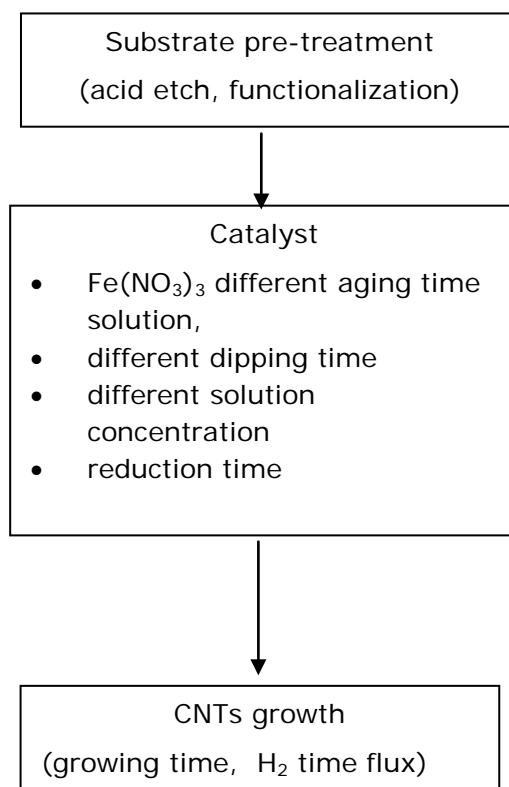 Substrate pre-treatment
(acid etch, functionalization)
Catalyst
• Fe(NO₃)₃ different aging time
solution,
• different dipping time
• different solution
concentration
• reduction time
CNTs growth
(growing time, H₂ time flux)